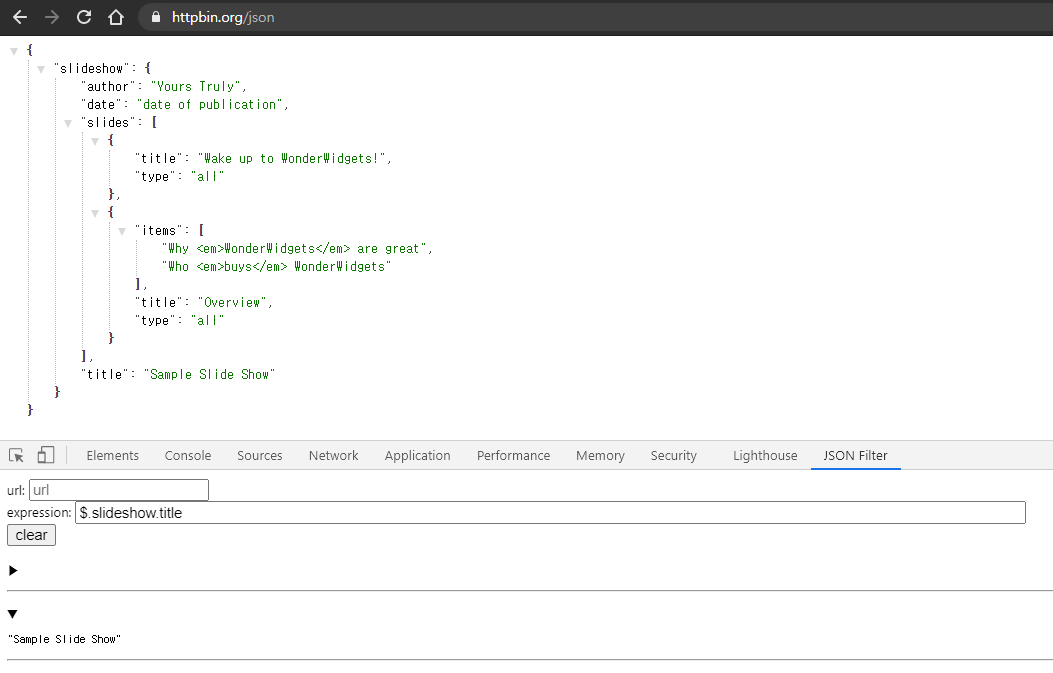 httpbin.org/json
{
"slideshow": {
"author": "Yours Truly",
"date": "date of publication",
"slides": [
{
"title": "Wake up to WonderWidgets!",
"type": "all"
},
{
"items": [
"Why <em>WonderWidgets</em> are great",
"Who <em>buys</em> WonderWidgets"
],
"title": "Overview",
"type": "all"
}
],
"title": "Sample Slide Show"
}
}
Elements Console Sources Network Application Performance Memory Security Lighthouse JSON Filter
url: url
expression: $.slideshow.title
clear
"Sample Slide Show"